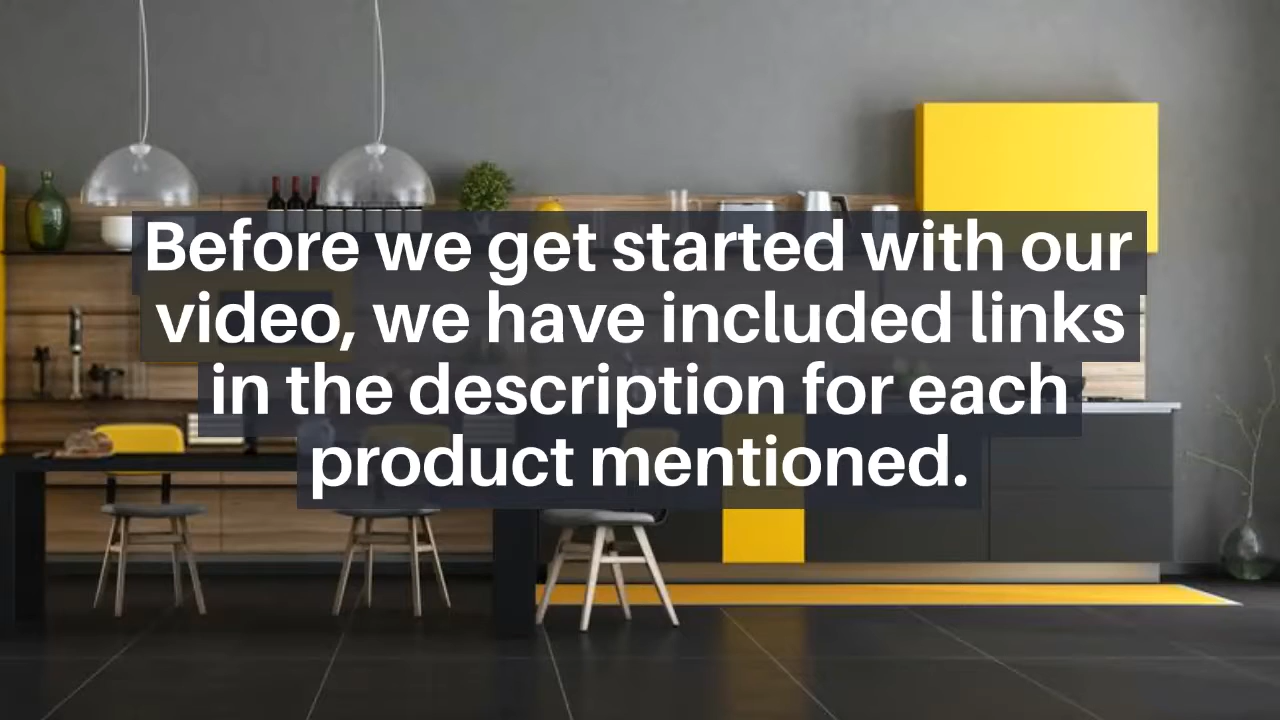 Before we get started with our
video, we have included links
in the description for each
product mentioned.